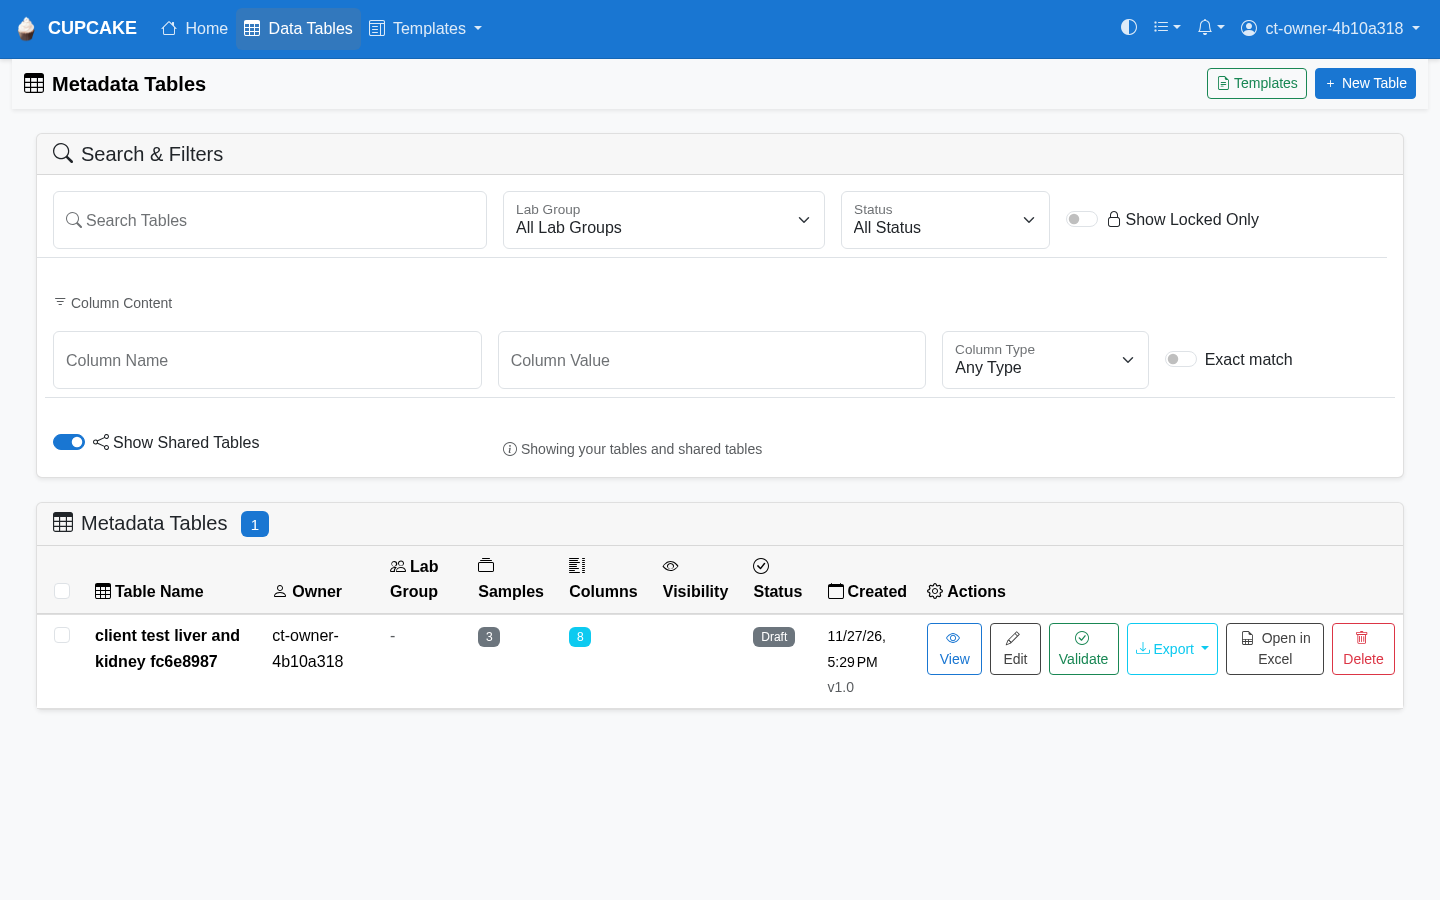 CUPCAKE Home Data Tables Templates ct-owner-4b10a318
Metadata Tables Templates New Table
Search & Filters
Search Tables
Lab Group
All Lab Groups
Status
All Status
Show Locked Only
Column Content
Column Name
Column Value
Column Type
Any Type
Exact match
Show Shared Tables
Showing your tables and shared tables
Metadata Tables 1
Table Name
Owner
Lab
Group
Samples
Columns
Visibility
Status
Created
Actions
client test liver and
kidney fc6e8987
ct-owner-
4b10a318
-
3
8
Draft
11/27/26,
5:29 PM
v1.0
View
Edit
Validate
Export
Open in
Excel
Delete